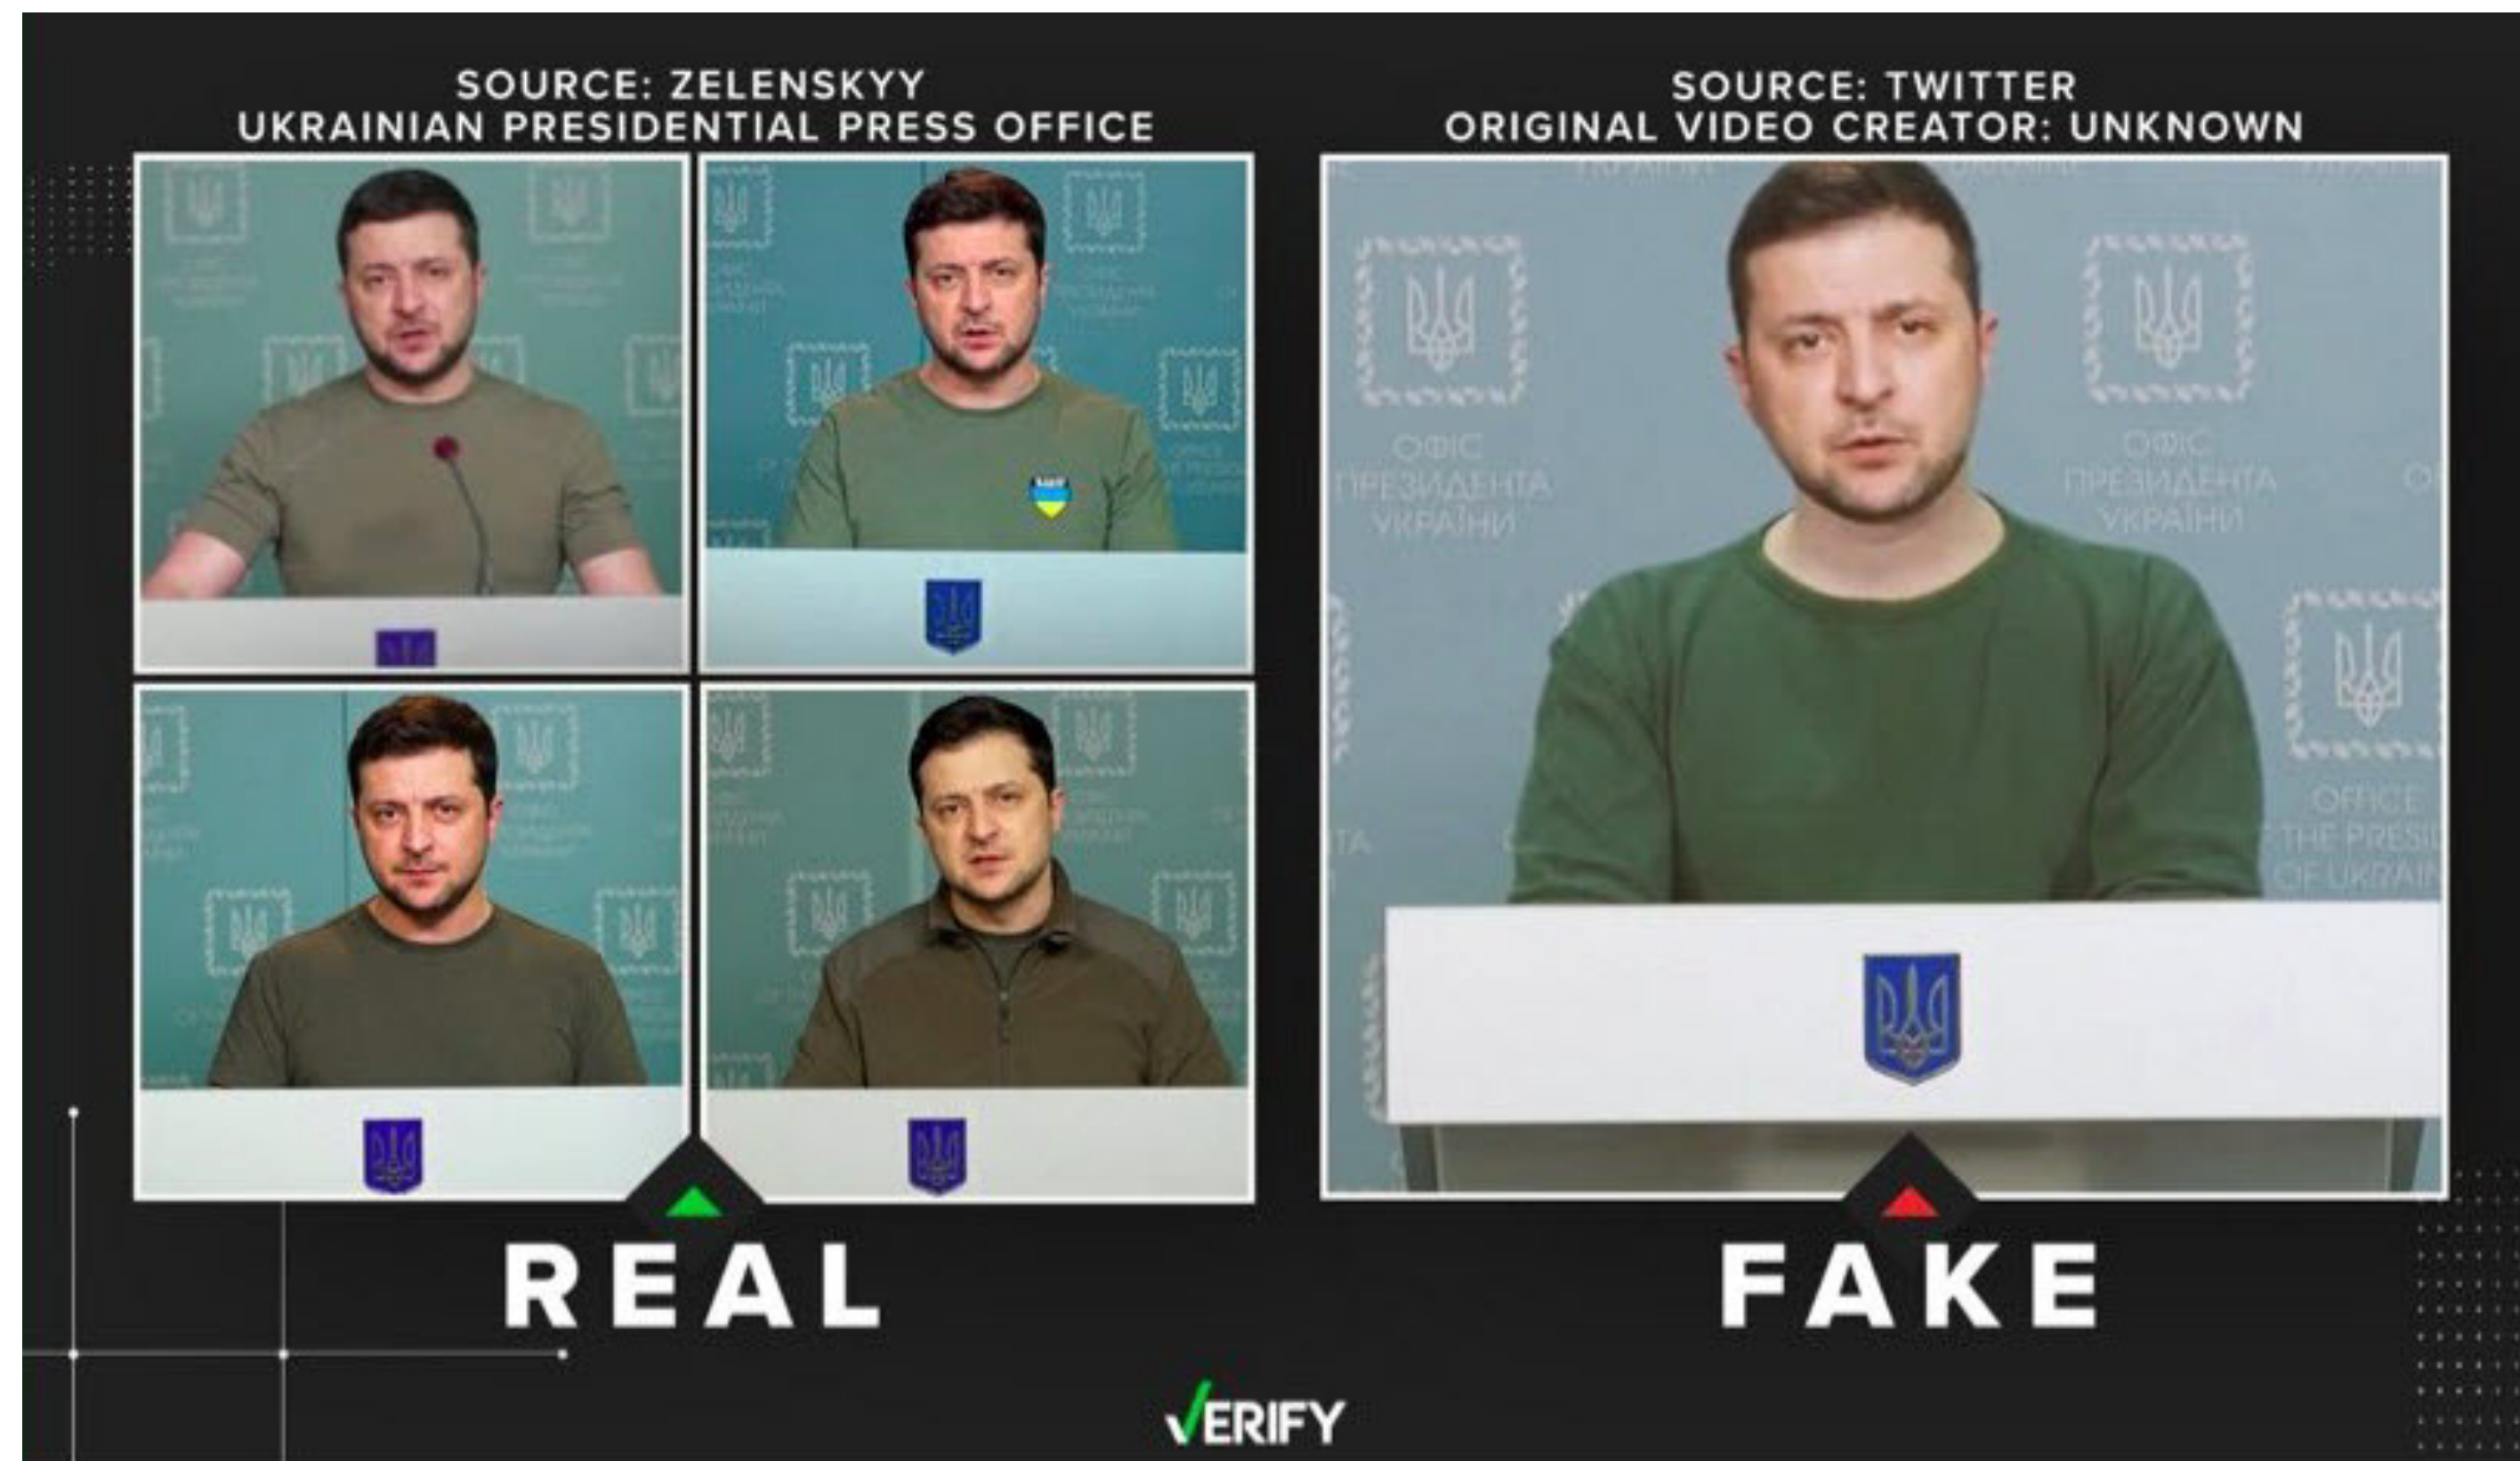 SOURCE: ZELENSKYY
UKRAINIAN PRESIDENTIAL PRESS OFFICE
SOURCE: TWITTER
ORIGINAL VIDEO CREATOR: UNKNOWN
ОФІС
ПРЕЗИДЕНТА
УКРАЇНИ
ОФІС
ПРЕЗИДЕНТА
УКРАЇНИ
OFFICE
THE PRESID
OF UKRAIN
REAL
FAKE
VERIFY